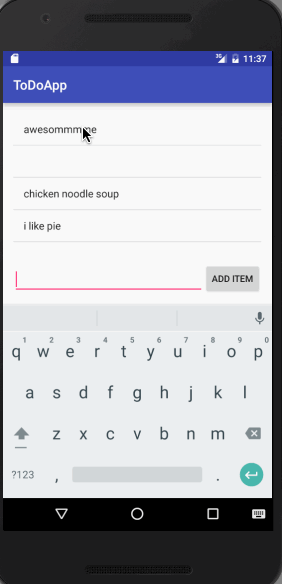 3G 11:37
ToDoApp
awesommmme
chicken noodle soup
i like pie
ADD ITEM
1 2 3 4 5 6 7 8 9 0
q w e r t y u i o p
a s d f g h j k l
z x c v b n m
?123 , .